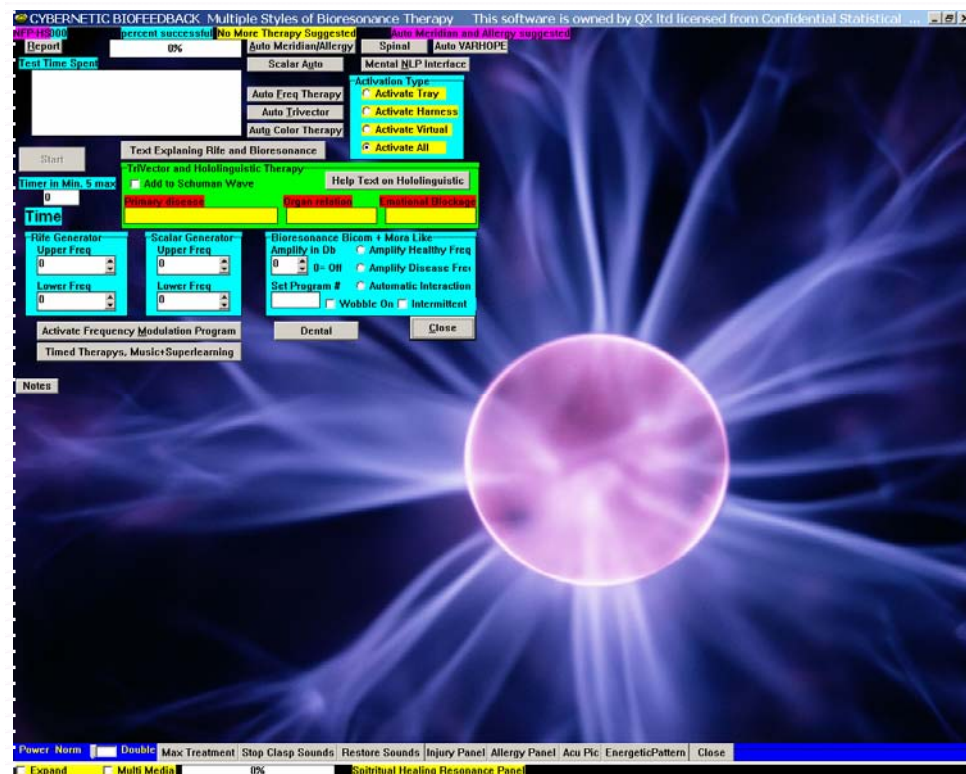 CYBERNETIC BIOFEEDBACK Multiple Styles of Bioresonance Therapy This software is owned by QX ltd licensed from Confidential Statistical ...
NFP-HS000 percent successful No More Therapy Suggested Auto Meridian and Allergy suggested
Report 0% Auto Meridian/Allergy Spinal Auto VARHOPE
Test Time Spent Scalar Auto Mental NLP Interface
Activation Type
Auto Freq Therapy Activate Tray
Auto Trivector Activate Harness
Auto Color Therapy Activate Virtual
Start Text Explaning Rife and Bioresonance Activate All
TriVector and Hololinguistic Therapy
Timer in Min. 5 max Add to Schuman Wave Help Text on Hololinguistic
0
Primary disease Organ relation Emotional Blockage
Time
Rife Generator Scalar Generator Bioresonance Bicom + Mora Like
Upper Freq Upper Freq Amplify in Db Amplify Healthy Freq
0 0 0 0= Off Amplify Disease Fre
Lower Freq Lower Freq Set Program # Automatic Interaction
0 0 Wobble On Intermittent
Activate Frequency Modulation Program Dental Close
Timed Therapys, Music+Superlearning
Notes
Power Norm Double Max Treatment Stop Clasp Sounds Restore Sounds Injury Panel Allergy Panel Acu Pic EnergeticPattern Close
Expand Multi Media 0% Spitritual Healing Resonance Panel